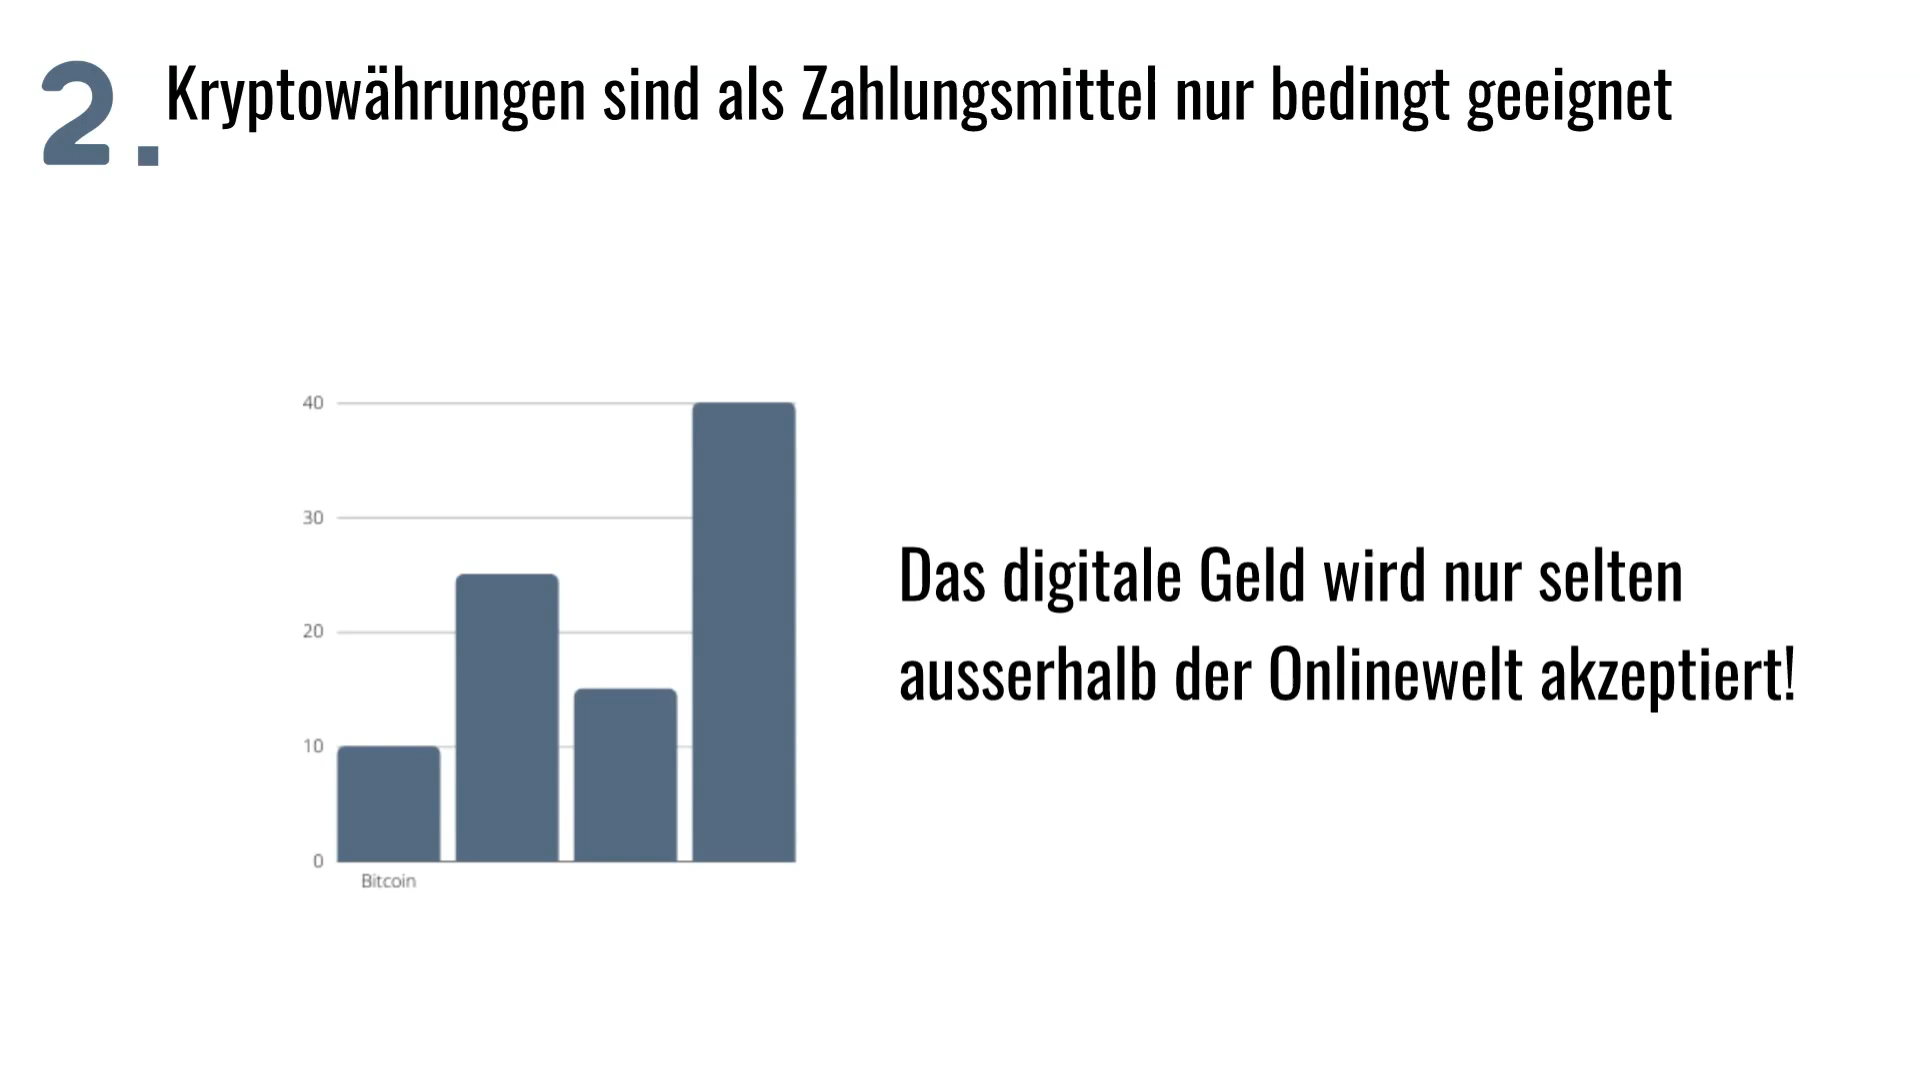 2. Kryptowährungen sind als Zahlungsmittel nur bedingt geeignet
40
30
20
10
0
Bitcoin
Das digitale Geld wird nur selten
ausserhalb der Onlinewelt akzeptiert!